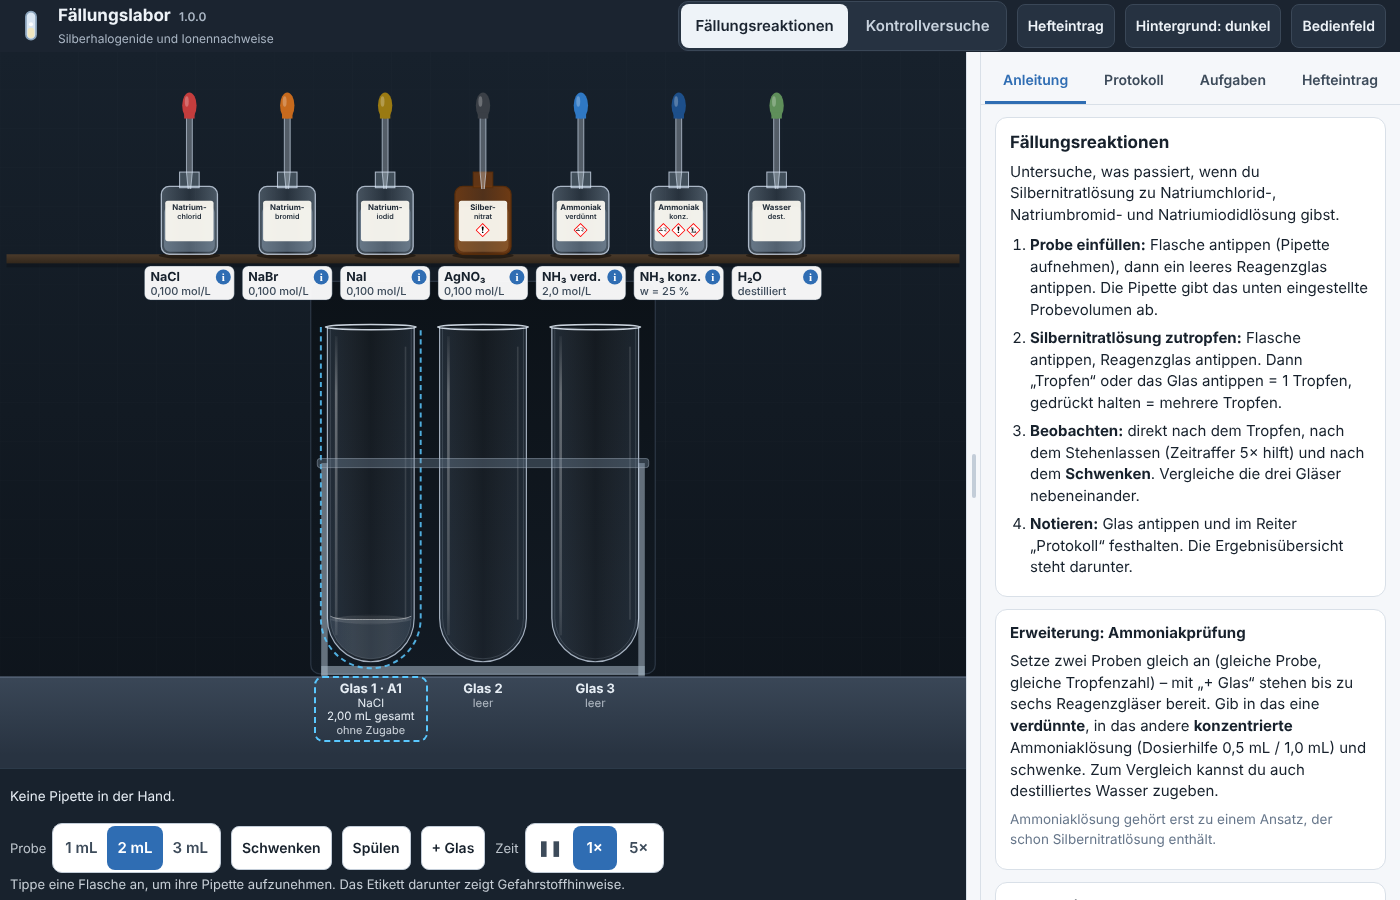 Fällungslabor 1.0.0
Silberhalogenide und Ionennachweise
Fällungsreaktionen
Kontrollversuche
Hefteintrag
Hintergrund: dunkel
Bedienfeld
Natrium-
chlorid
Natrium-
bromid
Natrium-
iodid
Silber-
nitrat
Ammoniak
verdünnt
Ammoniak
konz.
Wasser
dest.
NaCl i
0,100 mol/L
NaBr i
0,100 mol/L
NaI i
0,100 mol/L
AgNO₃ i
0,100 mol/L
NH₃ verd. i
2,0 mol/L
NH₃ konz. i
w = 25 %
H₂O i
destilliert
Glas 1 · A1
NaCl
2,00 mL gesamt
ohne Zugabe
Glas 2
leer
Glas 3
leer
Keine Pipette in der Hand.
Probe 1 mL 2 mL 3 mL Schwenken Spülen + Glas Zeit 1× 5×
Tippe eine Flasche an, um ihre Pipette aufzunehmen. Das Etikett darunter zeigt Gefahrstoffhinweise.
Anleitung Protokoll Aufgaben Hefteintrag
Fällungsreaktionen
Untersuche, was passiert, wenn du
Silbernitratlösung zu Natriumchlorid-,
Natriumbromid- und Natriumiodidlösung gibst.
1. Probe einfüllen: Flasche antippen (Pipette
aufnehmen), dann ein leeres Reagenzglas
antippen. Die Pipette gibt das unten eingestellte
Probevolumen ab.
2. Silbernitratlösung zutropfen: Flasche
antippen, Reagenzglas antippen. Dann
„Tropfen“ oder das Glas antippen = 1 Tropfen,
gedrückt halten = mehrere Tropfen.
3. Beobachten: direkt nach dem Tropfen, nach
dem Stehenlassen (Zeitraffer 5× hilft) und nach
dem Schwenken. Vergleiche die drei Gläser
nebeneinander.
4. Notieren: Glas antippen und im Reiter
„Protokoll“ festhalten. Die Ergebnisübersicht
steht darunter.
Erweiterung: Ammoniakprüfung
Setze zwei Proben gleich an (gleiche Probe,
gleiche Tropfenzahl) – mit „+ Glas“ stehen bis zu
sechs Reagenzgläser bereit. Gib in das eine
verdünnte, in das andere konzentrierte
Ammoniaklösung (Dosierhilfe 0,5 mL / 1,0 mL) und
schwenke. Zum Vergleich kannst du auch
destilliertes Wasser zugeben.
Ammoniaklösung gehört erst zu einem Ansatz, der
schon Silbernitratlösung enthält.